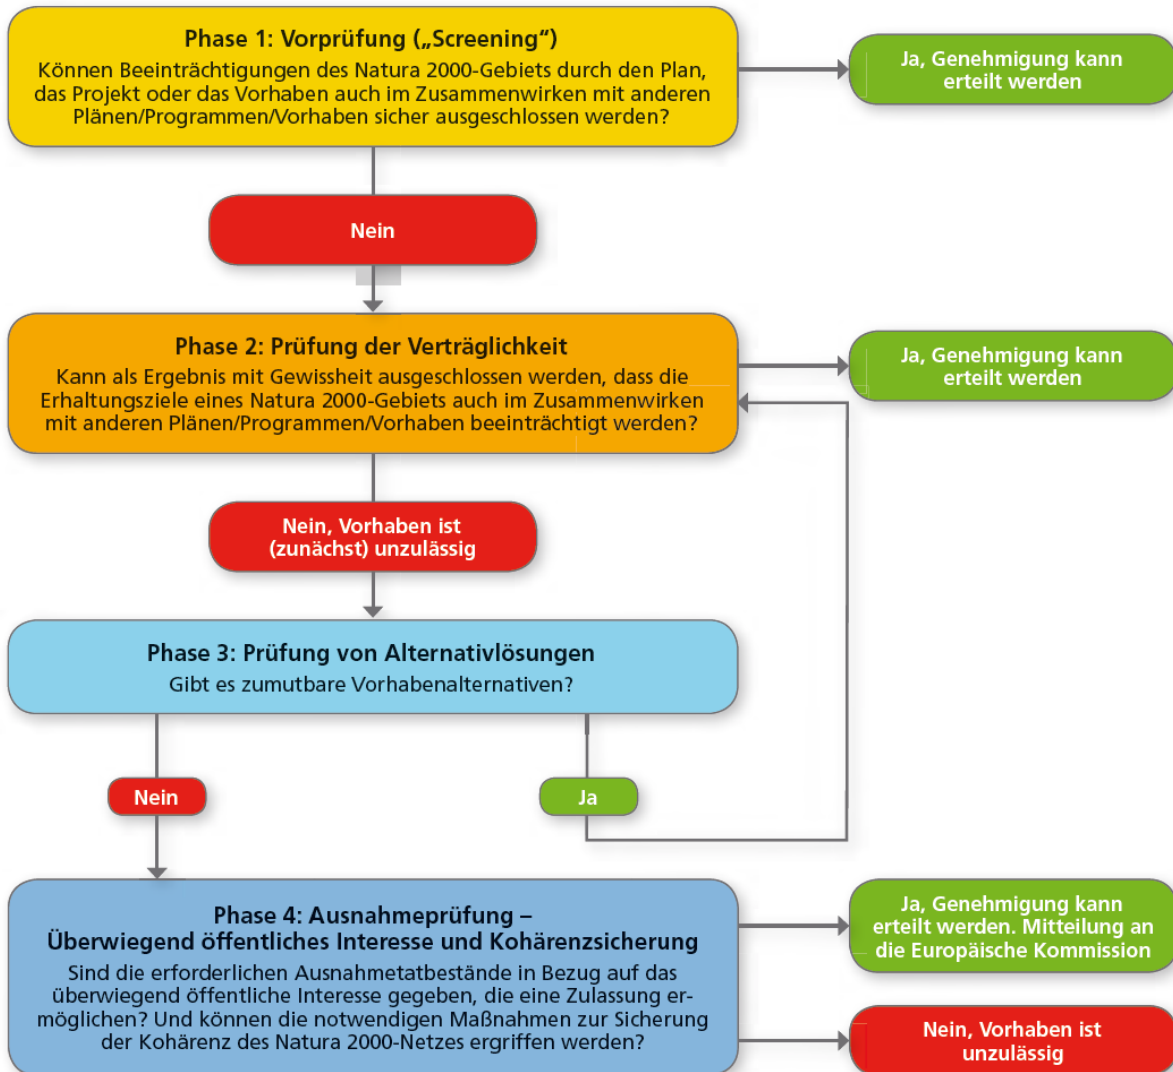 Phase 1: Vorprüfung („Screening“)
Können Beeinträchtigungen des Natura 2000-Gebiets durch den Plan,
das Projekt oder das Vorhaben auch im Zusammenwirken mit anderen
Plänen/Programmen/Vorhaben sicher ausgeschlossen werden?
Ja, Genehmigung kann
erteilt werden
Nein
Phase 2: Prüfung der Verträglichkeit
Kann als Ergebnis mit Gewissheit ausgeschlossen werden, dass die
Erhaltungsziele eines Natura 2000-Gebiets auch im Zusammenwirken
mit anderen Plänen/Programmen/Vorhaben beeinträchtigt werden?
Ja, Genehmigung kann
erteilt werden
Nein, Vorhaben ist
(zunächst) unzulässig
Phase 3: Prüfung von Alternativlösungen
Gibt es zumutbare Vorhabenalternativen?
Nein
Ja
Phase 4: Ausnahmeprüfung –
Überwiegend öffentliches Interesse und Kohärenzsicherung
Sind die erforderlichen Ausnahmetatbestände in Bezug auf das
überwiegend öffentliche Interesse gegeben, die eine Zulassung er-
möglichen? Und können die notwendigen Maßnahmen zur Sicherung
der Kohärenz des Natura 2000-Netzes ergriffen werden?
Ja, Genehmigung kann
erteilt werden. Mitteilung an
die Europäische Kommission
Nein, Vorhaben ist
unzulässig